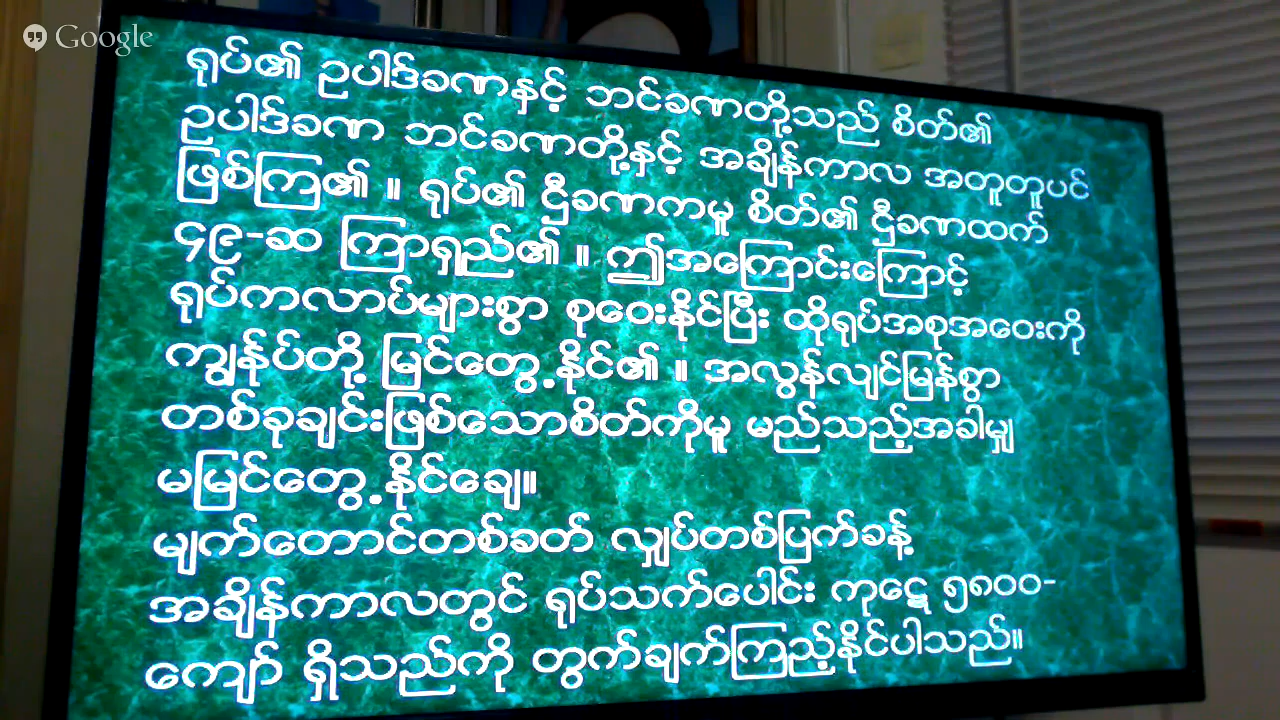 Google
ရုပ်၏ ဥပါဒ်ခဏနှင့် ဘင်ခဏတို့သည် စိတ်၏
ဥပါဒ်ခဏ ဘင်ခဏတို့နှင့် အချိန်ကာလ အတူတူပင်
ဖြစ်ကြ၏ ။ ရုပ်၏ ဌီခဏကမူ စိတ်၏ ဌီခဏထက်
၄၉-ဆ ကြာရှည်၏ ။ ဤအကြောင်းကြောင့်
ရုပ်ကလာပ်များစွာ စုဝေးနိုင်ပြီး ထိုရုပ်အစုအဝေးကို
ကျွန်ုပ်တို့ မြင်တွေ့နိုင်၏ ။ အလွန်လျင်မြန်စွာ
တစ်ခုချင်းဖြစ်သောစိတ်ကိုမူ မည်သည့်အခါမျှ
မမြင်တွေ့နိုင်ချေ။
မျက်တောင်တစ်ခတ် လျှပ်တစ်ပြက်ခန့်
အချိန်ကာလတွင် ရုပ်သက်ပေါင်း ကုဋေ ၅၈၀၀-
ကျော် ရှိသည်ကို တွက်ချက်ကြည့်နိုင်ပါသည်။